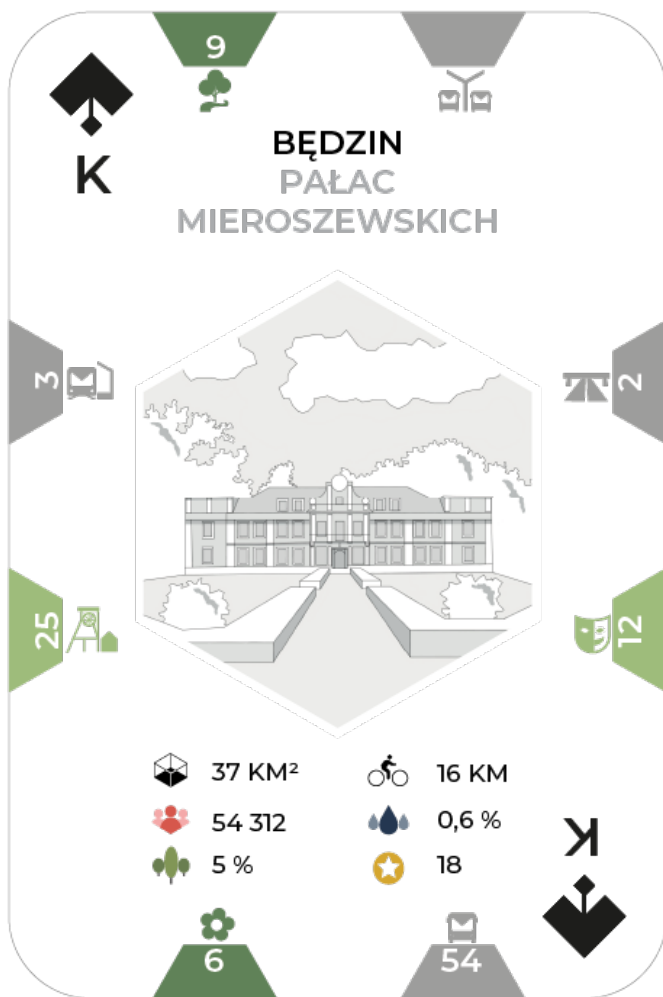 9
K
BĘDZIN
PAŁAC
MIEROSZEWSKICH
3
2
25
12
37 KM²
16 KM
54 312
0,6 %
5 %
18
K
6
54